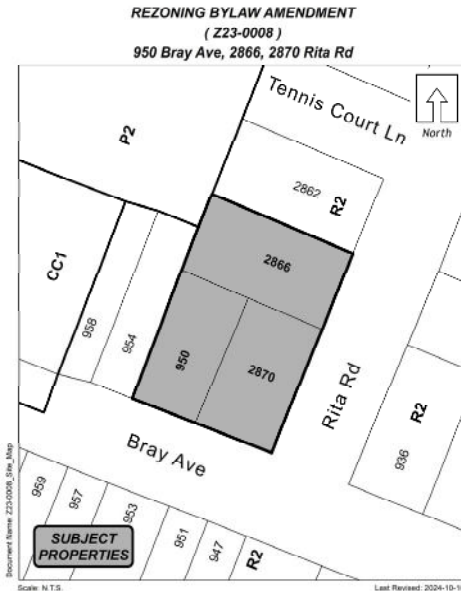 REZONING BYLAW AMENDMENT
( Z23-0008 )
950 Bray Ave, 2866, 2870 Rita Rd
Tennis Court Ln
North
P2
2862
R2
2866
CC1
958
954
950
2870
Rita Rd
R2
936
Bray Ave
959
957
953
951
947
R2
SUBJECT
PROPERTIES
Document Name: Z23-0008_Site_Map
Scale: N.T.S.